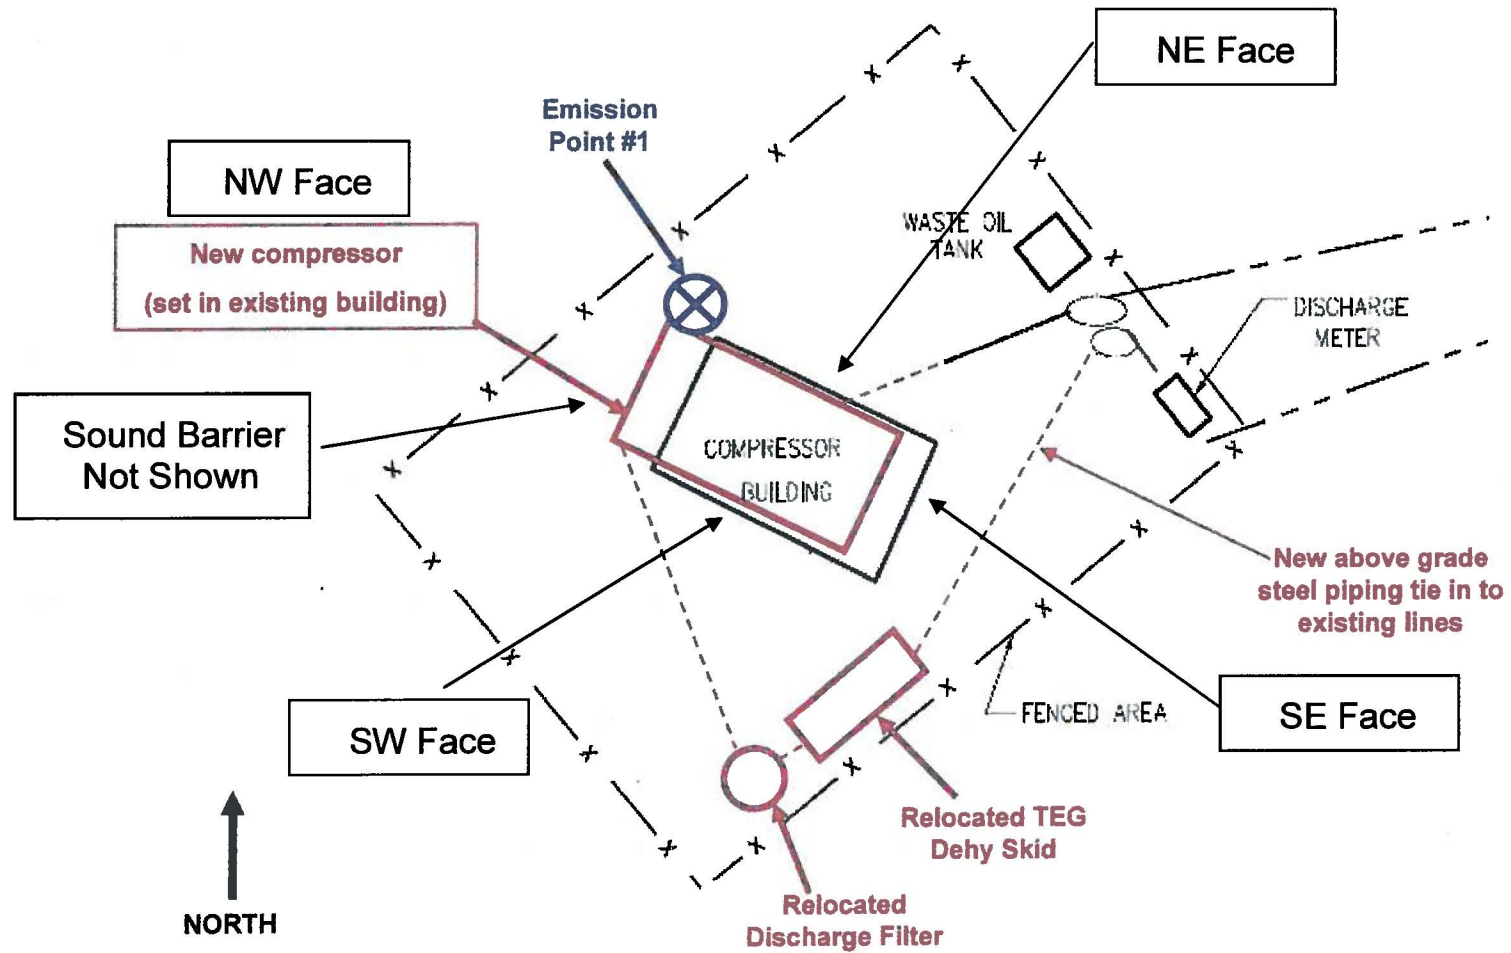 NE Face
Emission
Point #1
NW Face
New compressor
(set in existing building)
WASTE OIL
TANK
DISCHARGE
METER
Sound Barrier
Not Shown
COMPRESSOR
BUILDING
New above grade
steel piping tie in to
existing lines
SW Face
FENCED AREA
SE Face
Relocated TEG
Dehy Skid
NORTH
Relocated
Discharge Filter